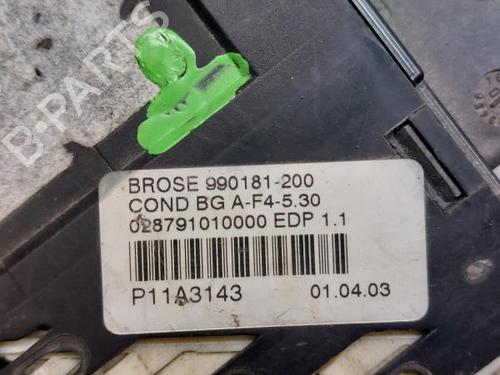 B-PARTS
BROSE 990181-200
COND BG A-F4-5.30
028791010000 EDP 1.1
P11A3143 01.04.03